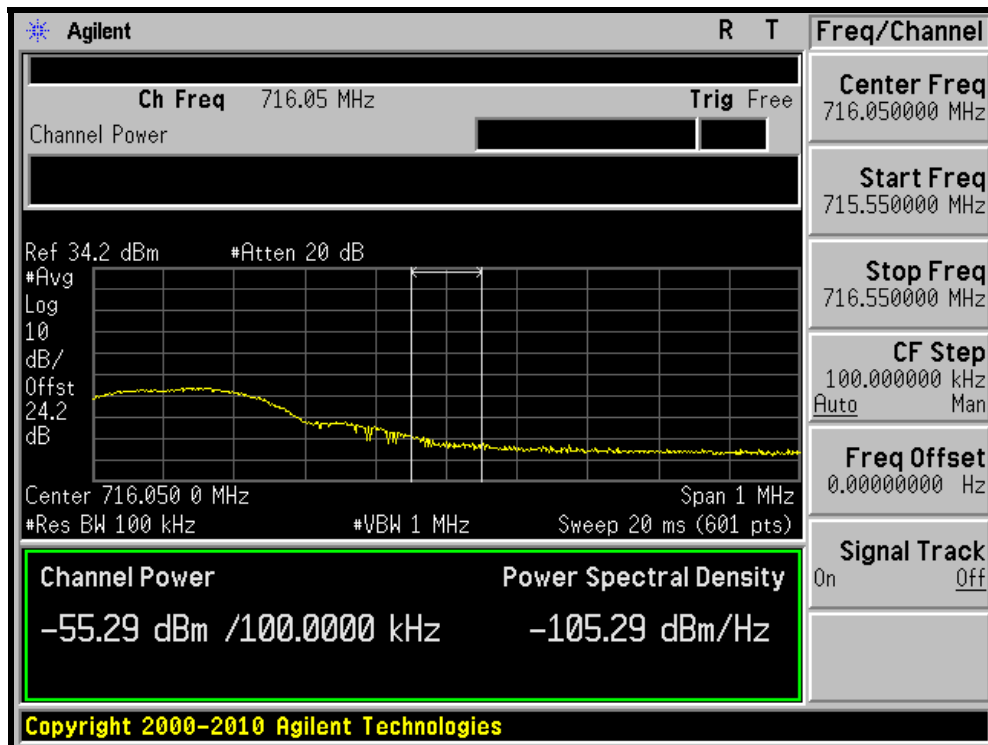 Agilent R T
Freq/Channel
Ch Freq 716.05 MHz Trig Free
Channel Power
Center Freq
716.050000 MHz
Start Freq
715.550000 MHz
Stop Freq
716.550000 MHz
CF Step
100.000000 kHz
Auto Man
Freq Offset
0.00000000 Hz
Signal Track
On Off
Ref 34.2 dBm #Atten 20 dB
#Avg
Log
10
dB/
Offst
24.2
dB
Center 716.050 0 MHz Span 1 MHz
#Res BW 100 kHz #VBW 1 MHz Sweep 20 ms (601 pts)
Channel Power Power Spectral Density
-55.29 dBm /100.0000 kHz -105.29 dBm/Hz
Copyright 2000-2010 Agilent Technologies